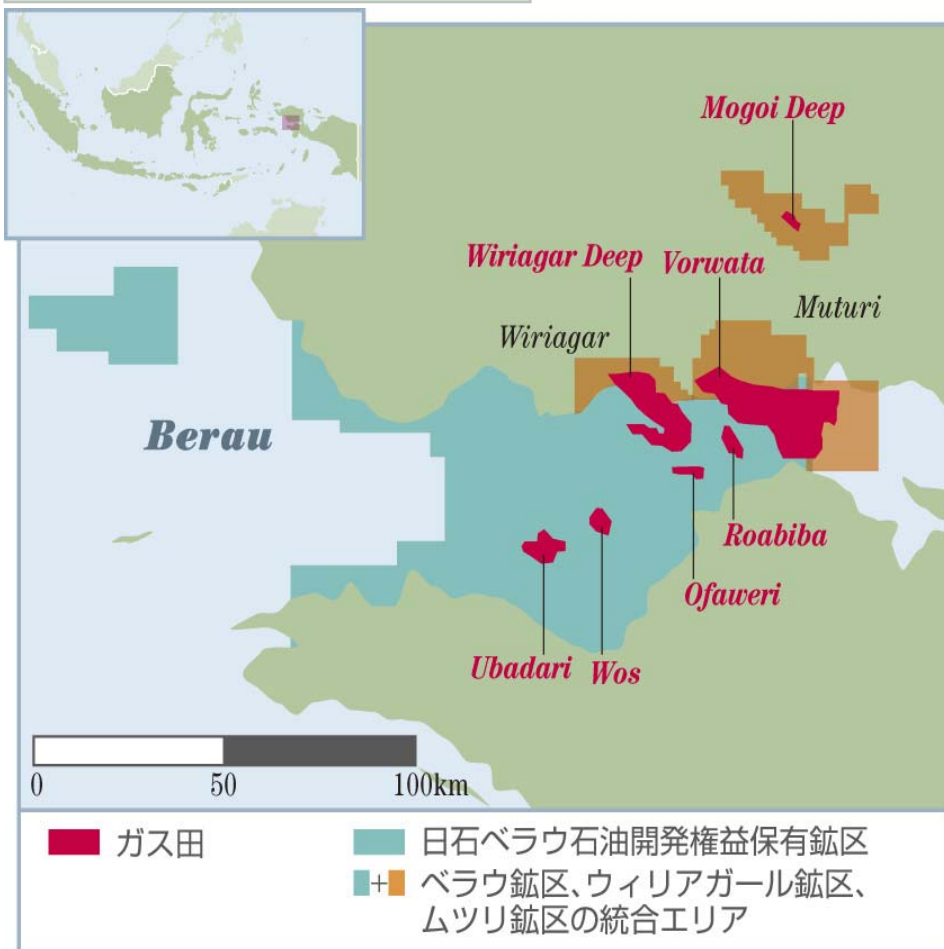 Mogoi Deep
Wiriagar Deep
Vorwata
Wiriagar
Muturi
Berau
Roabiba
Ofaweri
Ubadari
Wos
0
50
100km
ガス田
日石ベラウ石油開発権益保有鉱区
+
ベラウ鉱区、ウィリアガール鉱区、
ムツリ鉱区の統合エリア